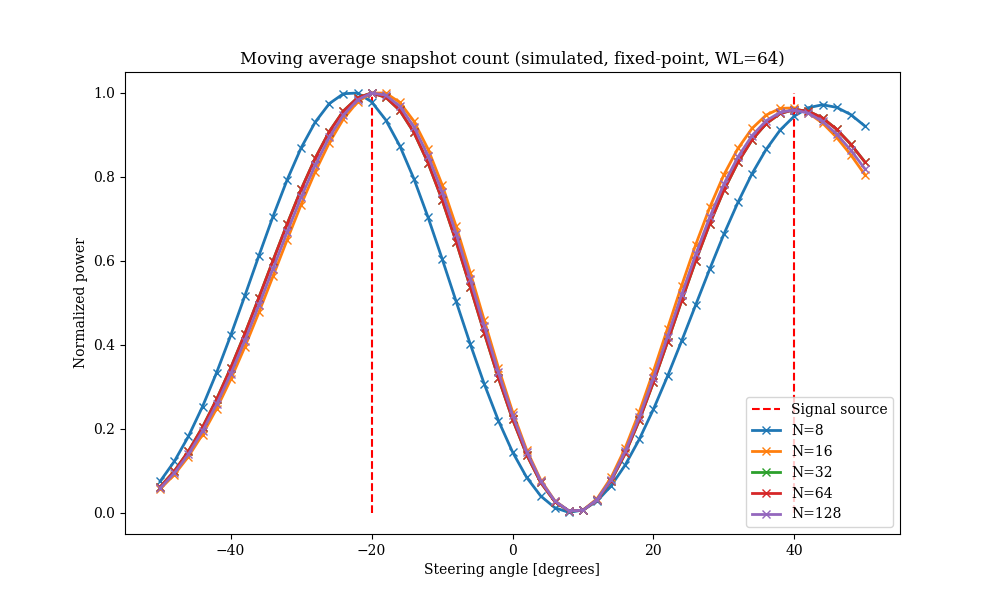 Moving average snapshot count (simulated, fixed-point, WL=64)
Normalized power
1.0
0.8
0.6
0.4
0.2
0.0
−40
−20
0
20
40
Steering angle [degrees]
Signal source
N=8
N=16
N=32
N=64
N=128